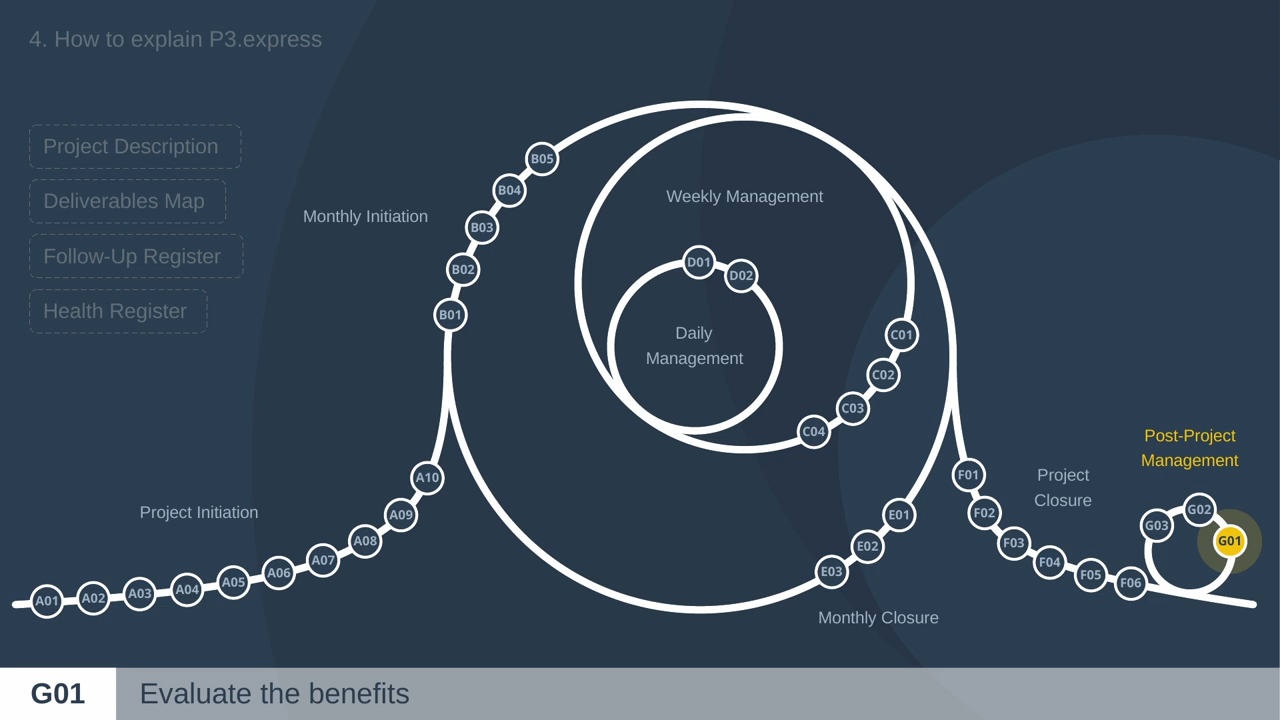 4. How to explain P3.express
Project Description
Deliverables Map
Follow-Up Register
Health Register
Monthly Initiation
B05
B04
B03
B02
B01
Weekly Management
D01
D02
Daily
Management
C01
C02
C03
C04
Project Initiation
A01
A02
A03
A04
A05
A06
A07
A08
A09
A10
E01
E02
E03
Monthly Closure
F01
F02
F03
F04
F05
F06
Project
Closure
Post-Project
Management
G03
G02
G01
G01
Evaluate the benefits